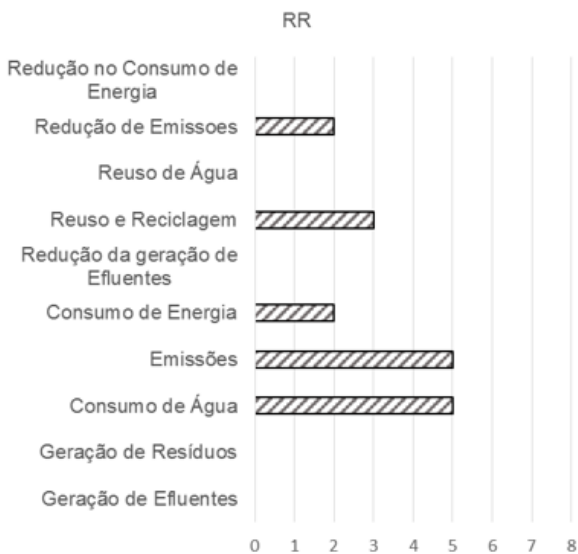 RR
Redução no Consumo de
Energia
Redução de Emissoes
Reuso de Água
Reuso e Reciclagem
Redução da geração de
Efluentes
Consumo de Energia
Emissões
Consumo de Água
Geração de Resíduos
Geração de Efluentes
0 1 2 3 4 5 6 7 8